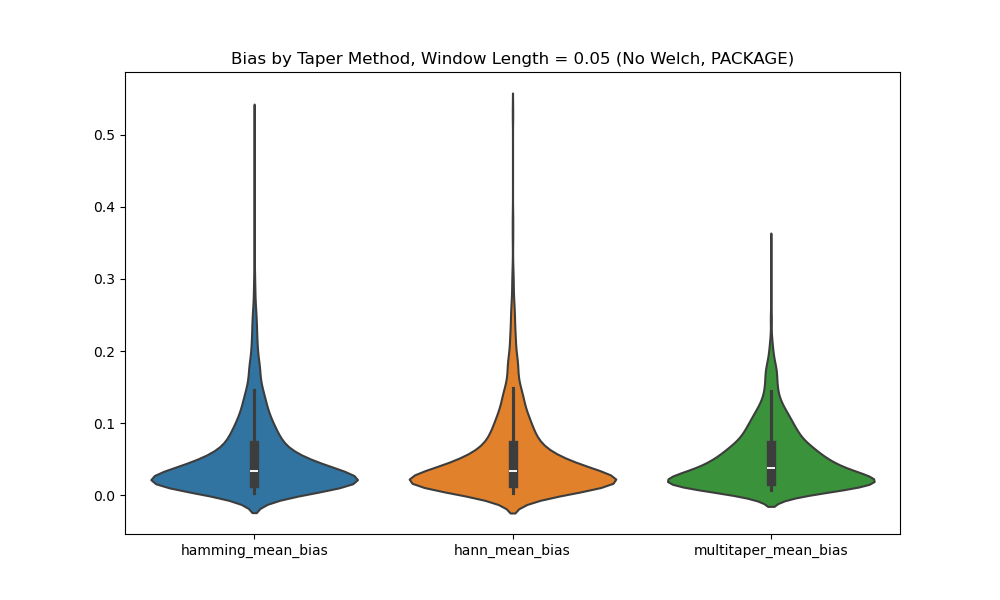 Bias by Taper Method, Window Length = 0.05 (No Welch, PACKAGE)
0.5
0.4
0.3
0.2
0.1
0.0
hamming_mean_bias
hann_mean_bias
multitaper_mean_bias